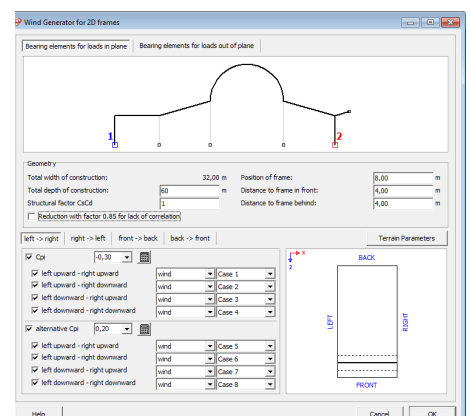 Wind Generator for 2D frames
Bearing elements for loads in plane Bearing elements for loads out of plane
1 2
Geometry
Total width of construction: 32,00 m Position of frame: 8,00 m
Total depth of construction: 60 m Distance to frame in front: 4,00 m
Structural factor CsCd 1 Distance to frame behind: 4,00 m
Reduction with factor 0.85 for lack of correlation
left -> right right -> left front -> back back -> front Terrain Parameters
Cpi -0,30
left upward - right upward wind Case 1
left upward - right downward wind Case 2
left downward - right upward wind Case 3
left downward - right downward wind Case 4
alternative Cpi 0,20
left upward - right upward wind Case 5
left upward - right downward wind Case 6
left downward - right upward wind Case 7
left downward - right downward wind Case 8
x
z
BACK
LEFT
RIGHT
FRONT
Help Cancel OK